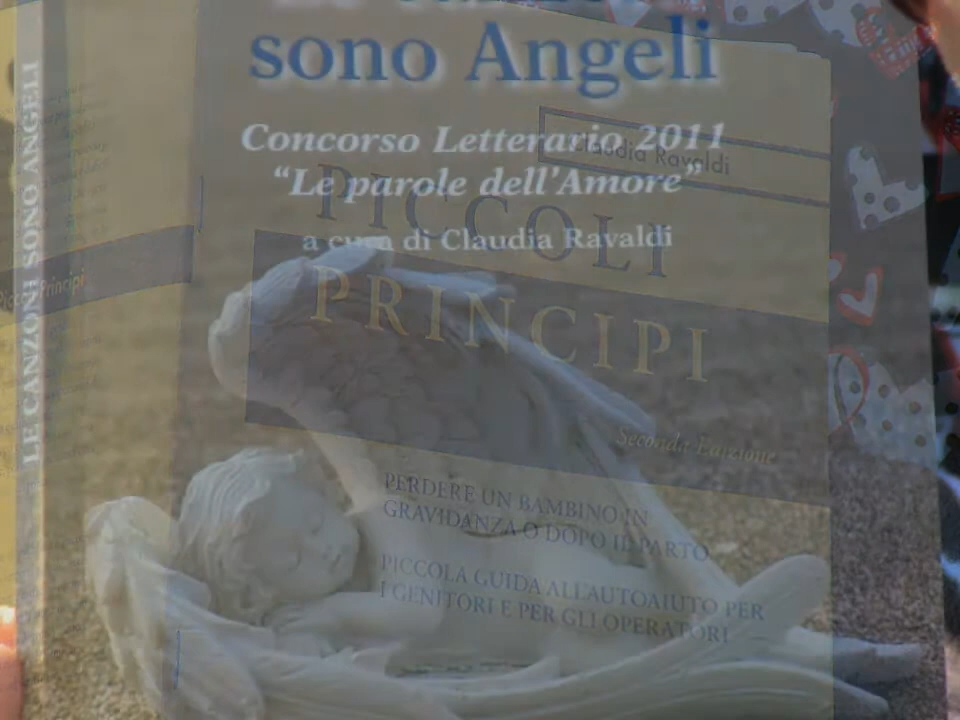 sono Angeli
Concorso Letterario 2011
"Le parole dell'Amore"
a cura di Claudia Ravaldi
LE CANZONI SONO ANGELI
Claudia Ravaldi
PICCOLI
PRINCIPI
Seconda Edizione
PERDERE UN BAMBINO IN
GRAVIDANZA O DOPO IL PARTO
PICCOLA GUIDA ALL'AUTOAIUTO PER
I GENITORI E PER GLI OPERATORI
Piccoli Principi